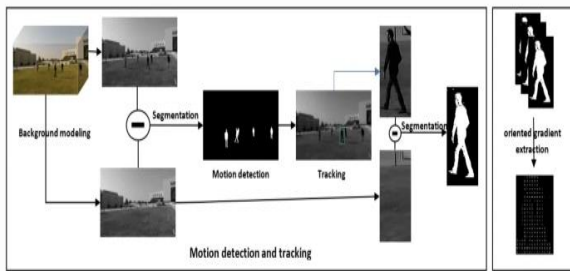 Background modeling
Segmentation
Motion detection
Tracking
Segmentation
Motion detection and tracking
oriented gradient
extraction